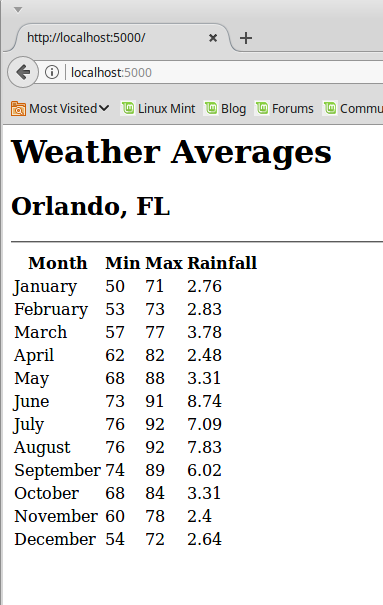 http://localhost:5000/
localhost:5000
Most Visited Linux Mint Blog Forums Commu
Weather Averages
Orlando, FL
Month Min Max Rainfall
January 50 71 2.76
February 53 73 2.83
March 57 77 3.78
April 62 82 2.48
May 68 88 3.31
June 73 91 8.74
July 76 92 7.09
August 76 92 7.83
September 74 89 6.02
October 68 84 3.31
November 60 78 2.4
December 54 72 2.64